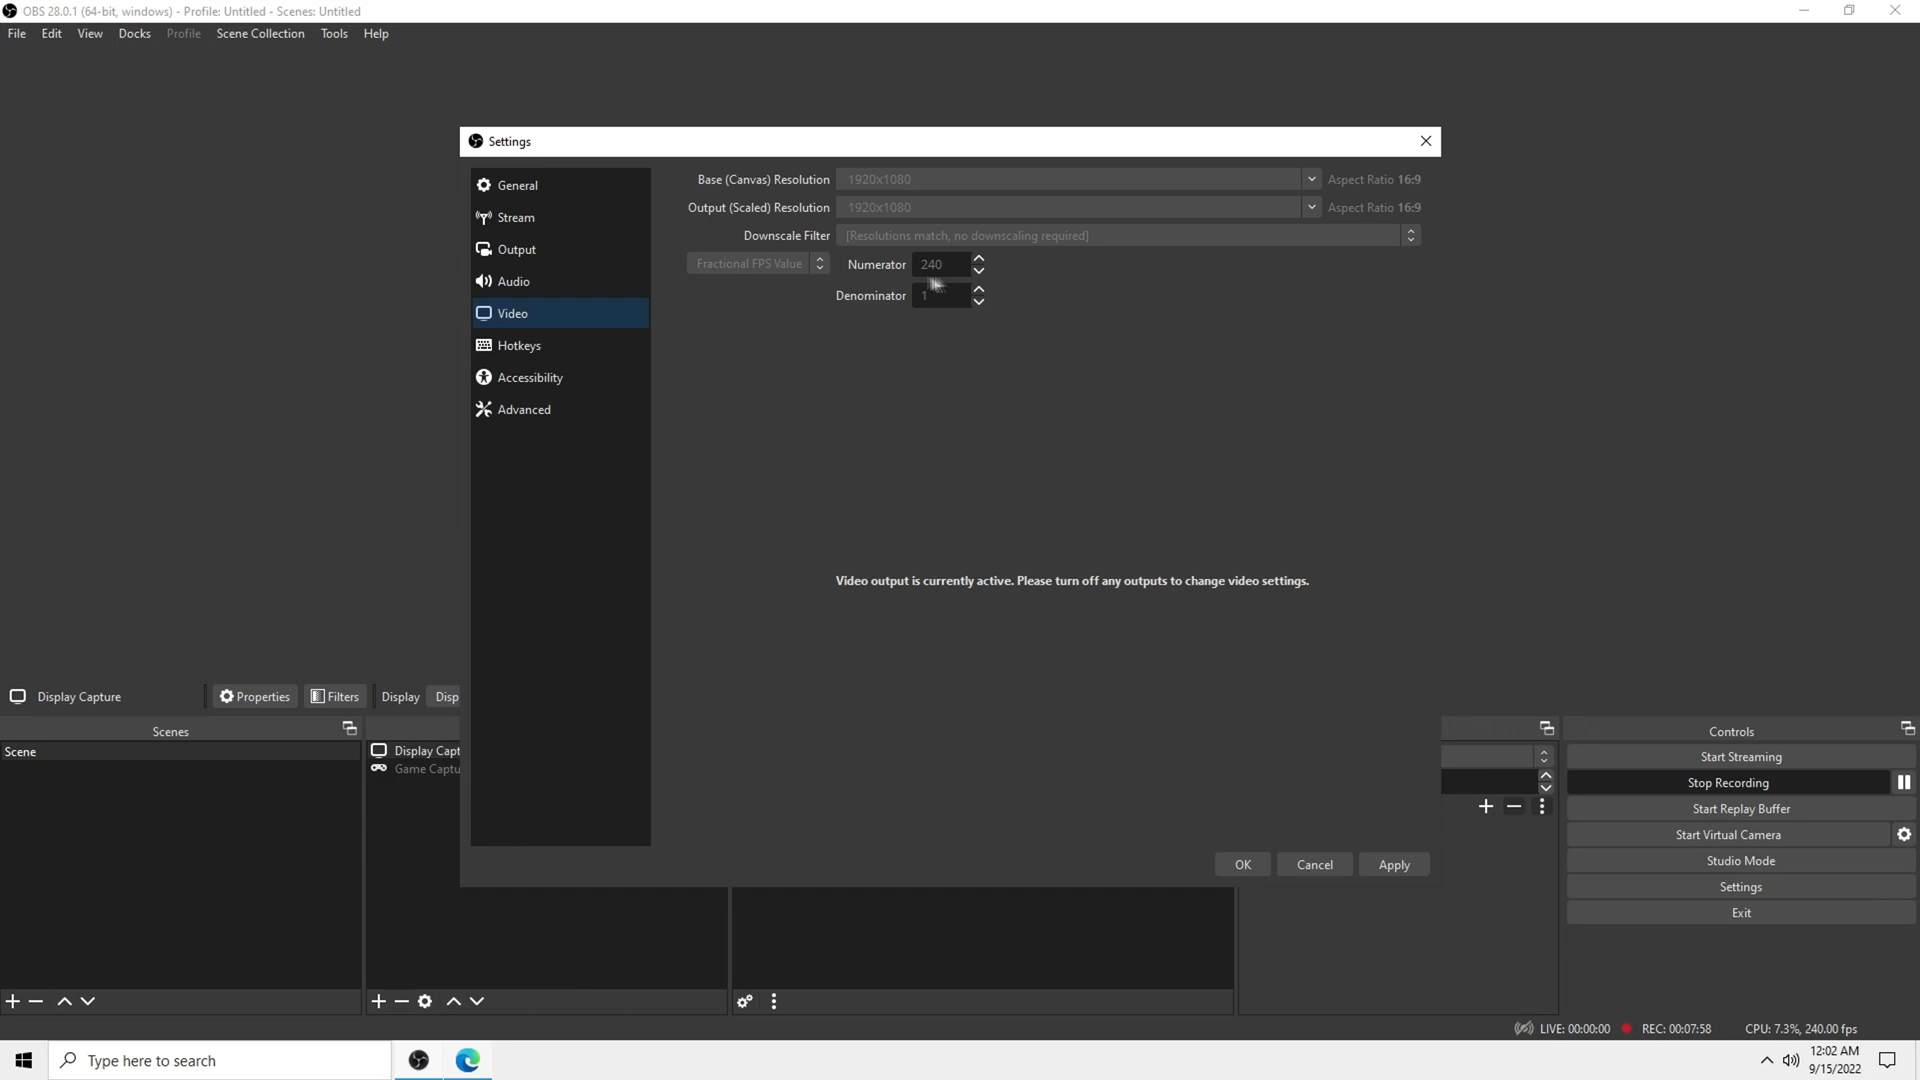 OBS 28.0.1 (64-bit, windows) - Profile: Untitled - Scenes: Untitled
File Edit View Docks Profile Scene Collection Tools Help
Settings
General
Stream
Output
Audio
Video
Hotkeys
Accessibility
Advanced
Base (Canvas) Resolution 1920x1080 Aspect Ratio 16:9
Output (Scaled) Resolution 1920x1080 Aspect Ratio 16:9
Downscale Filter [Resolutions match, no downscaling required]
Fractional FPS Value Numerator 240
Denominator 1
Video output is currently active. Please turn off any outputs to change video settings.
OK Cancel Apply
Display Capture Properties Filters Display Disp
Scenes
Scene
Display Capt
Game Captu
Controls
Start Streaming
Stop Recording
Start Replay Buffer
Start Virtual Camera
Studio Mode
Settings
Exit
LIVE: 00:00:00 REC: 00:07:58 CPU: 7.3%, 240.00 fps
Type here to search
12:02 AM
9/15/2022